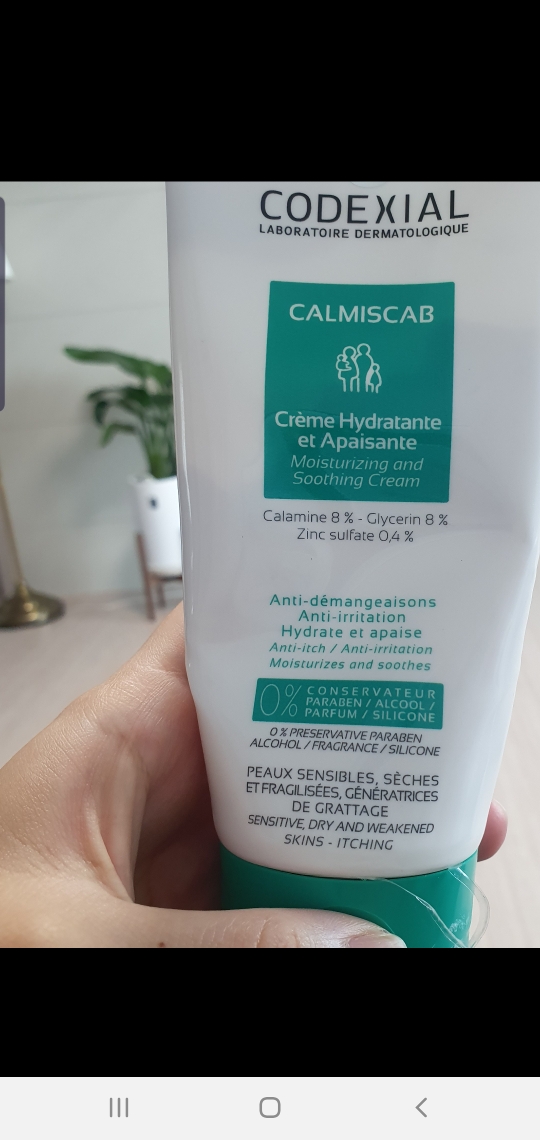 CODEXIAL
LABORATOIRE DERMATOLOGIQUE
CALMISCAB
Crème Hydratante
et Apaisante
Moisturizing and
Soothing Cream
Calamine 8 % - Glycerin 8 %
Zinc sulfate 0,4 %
Anti-démangeaisons
Anti-irritation
Hydrate et apaise
Anti-itch / Anti-irritation
Moisturizes and soothes
0% CONSERVATEUR
PARABEN / ALCOOL /
PARFUM / SILICONE
0 % PRESERVATIVE PARABEN
ALCOHOL / FRAGRANCE / SILICONE
PEAUX SENSIBLES, SÈCHES
ET FRAGILISÉES, GÉNÉRATRICES
DE GRATTAGE
SENSITIVE, DRY AND WEAKENED
SKINS - ITCHING